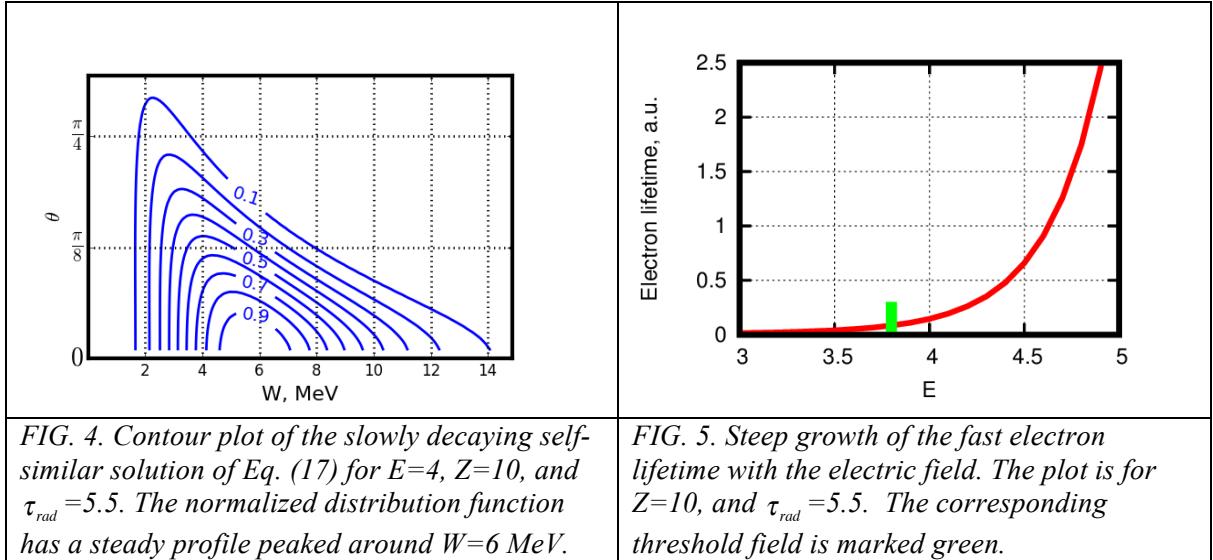 π/4
θ
π/8
0
0.1
0.3
0.5
0.7
0.9
2 4 6 8 10 12 14
W, MeV
2.5
2
1.5
1
0.5
0
Electron lifetime, a.u.
3 3.5 4 4.5 5
E
FIG. 4. Contour plot of the slowly decaying self-
similar solution of Eq. (17) for E=4, Z=10, and
τ_rad =5.5. The normalized distribution function
has a steady profile peaked around W=6 MeV.
FIG. 5. Steep growth of the fast electron
lifetime with the electric field. The plot is for
Z=10, and τ_rad =5.5. The corresponding
threshold field is marked green.